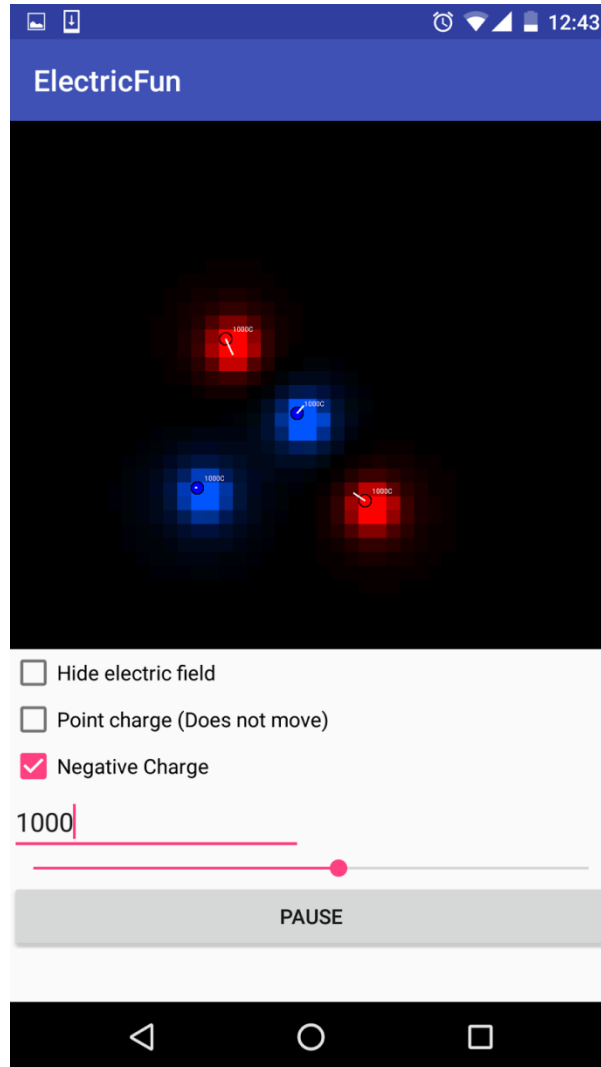 12:43
ElectricFun
1000C
1000C
1000C
1000C
Hide electric field
Point charge (Does not move)
Negative Charge
1000
PAUSE